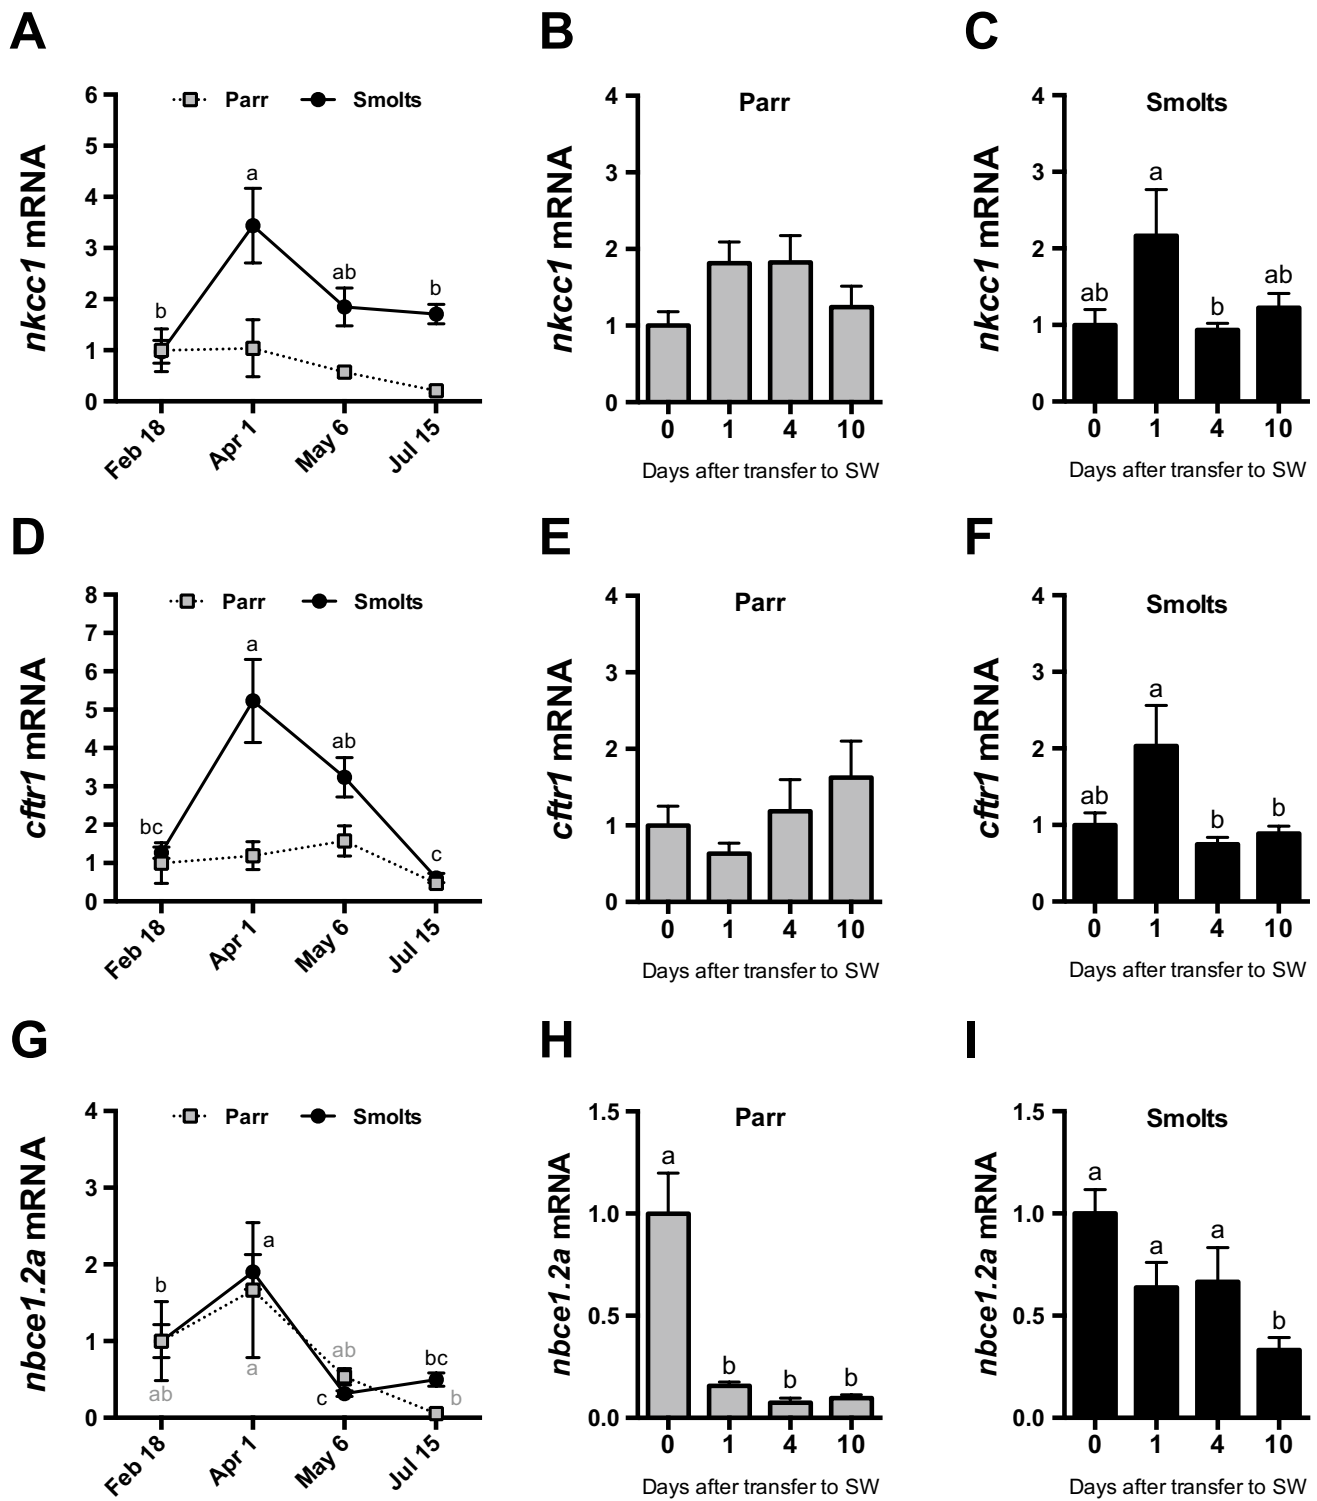 A
B
C
Parr
Smolts
Parr
Smolts
nkcc1 mRNA
6
5
4
3
2
1
0
b
a
ab
b
Feb 18
Apr 1
May 6
Jul 15
nkcc1 mRNA
4
3
2
1
0
0
1
4
10
Days after transfer to SW
nkcc1 mRNA
4
3
2
1
0
ab
a
b
ab
0
1
4
10
Days after transfer to SW
D
E
F
Parr
Smolts
Parr
Smolts
cftr1 mRNA
8
7
6
5
4
3
2
1
0
bc
a
ab
c
Feb 18
Apr 1
May 6
Jul 15
cftr1 mRNA
4
3
2
1
0
0
1
4
10
Days after transfer to SW
cftr1 mRNA
4
3
2
1
0
ab
a
b
b
0
1
4
10
Days after transfer to SW
G
H
I
Parr
Smolts
Parr
Smolts
nbce1.2a mRNA
4
3
2
1
0
b
a
ab
bc
ab
a
c
b
Feb 18
Apr 1
May 6
Jul 15
nbce1.2a mRNA
1.5
1.0
0.5
0.0
a
b
b
b
0
1
4
10
Days after transfer to SW
nbce1.2a mRNA
1.5
1.0
0.5
0.0
a
a
a
b
0
1
4
10
Days after transfer to SW